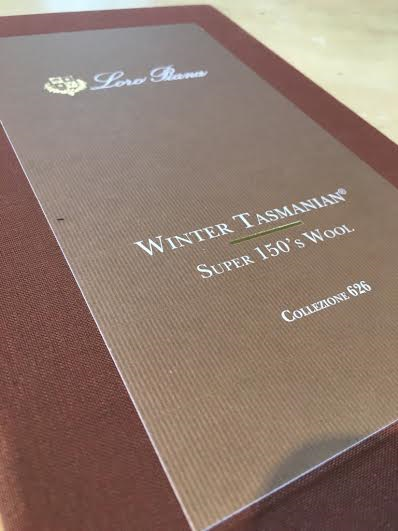 Loro Piana
Winter Tasmanian®
Super 150's Wool
Collezione 626